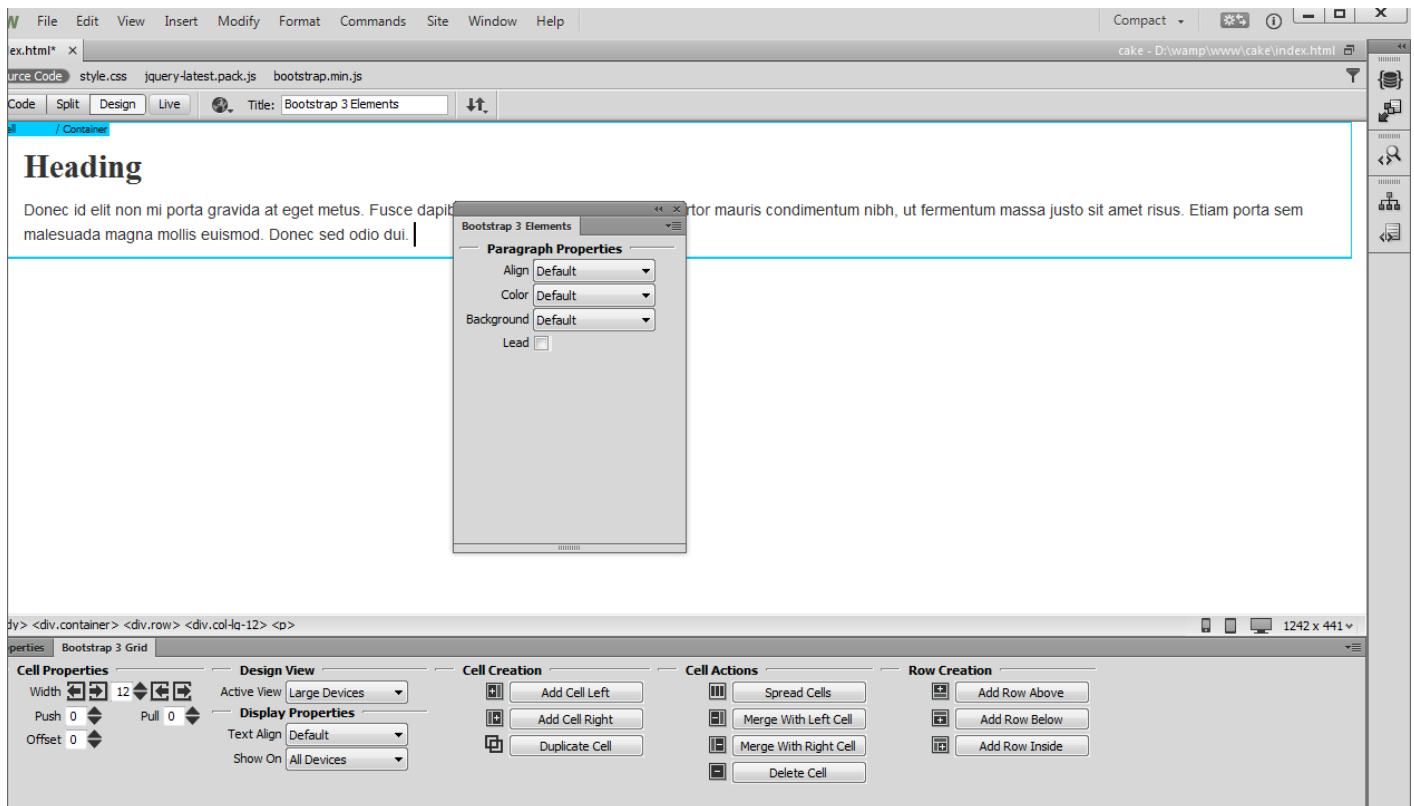 W File Edit View Insert Modify Format Commands Site Window Help Compact
ex.html* cake - D:\wamp\www\cake\index.html
urce Code style.css jquery-latest.pack.js bootstrap.min.js
Code Split Design Live Title: Bootstrap 3 Elements
ell / Container
Heading
Donec id elit non mi porta gravida at eget metus. Fusce dapib rtor mauris condimentum nibh, ut fermentum massa justo sit amet risus. Etiam porta sem
malesuada magna mollis euismod. Donec sed odio dui.
Bootstrap 3 Elements
Paragraph Properties
Align Default
Color Default
Background Default
Lead
dy> <div.container> <div.row> <div.col-lg-12> <p> 1242 x 441
perties Bootstrap 3 Grid
Cell Properties Design View Cell Creation Cell Actions Row Creation
Width 12 Active View Large Devices Add Cell Left Spread Cells Add Row Above
Push 0 Pull 0 Display Properties Add Cell Right Merge With Left Cell Add Row Below
Offset 0 Text Align Default Duplicate Cell Merge With Right Cell Add Row Inside
Show On All Devices Delete Cell